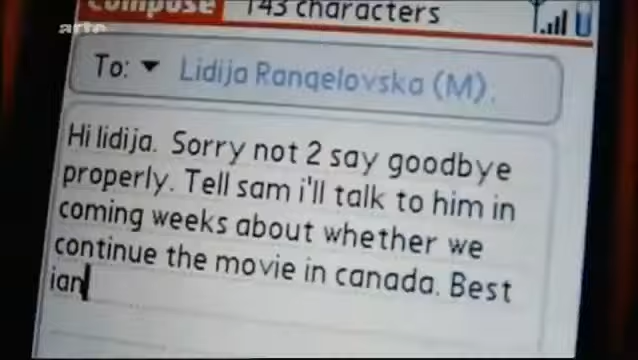 arte
Compose 143 characters
To: Lidija Rangelovska (M).
Hi lidija. Sorry not 2 say goodbye
properly. Tell sam i'll talk to him in
coming weeks about whether we
continue the movie in canada. Best
ian